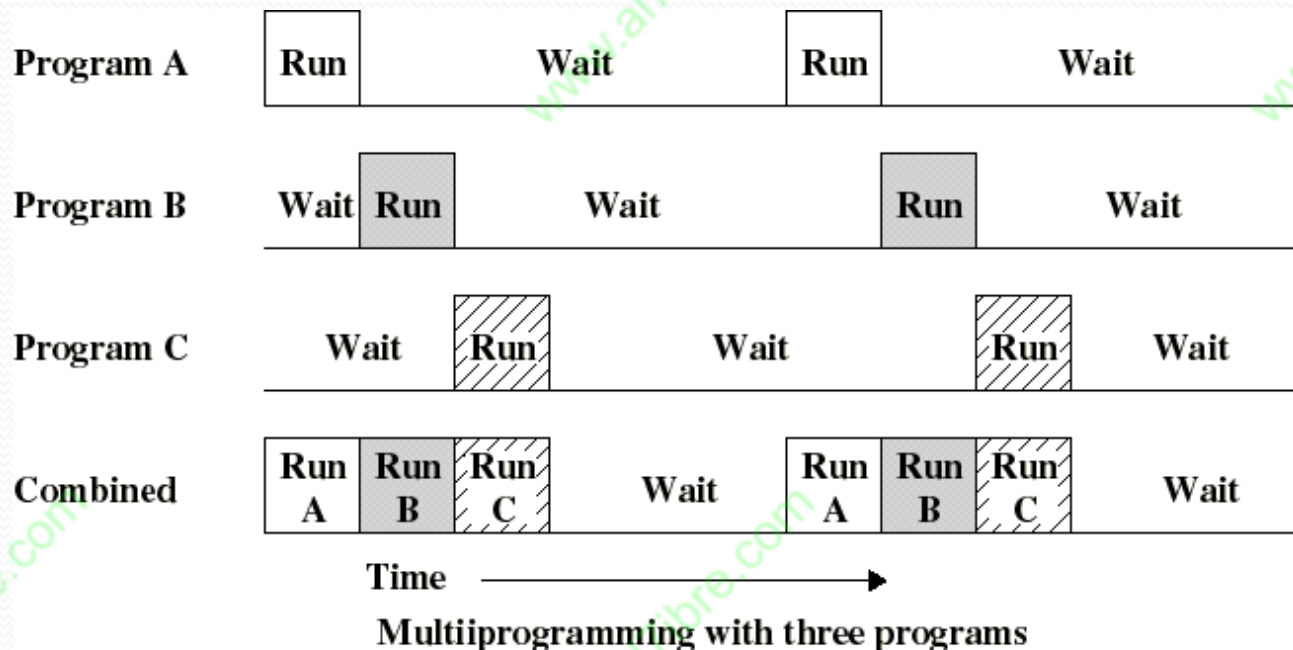 Program A Run Wait Run Wait
Program B Wait Run Wait Run Wait
Program C Wait Run Wait Run Wait
Combined Run A Run B Run C Wait Run A Run B Run C Wait
Time
Multiiprogramming with three programs